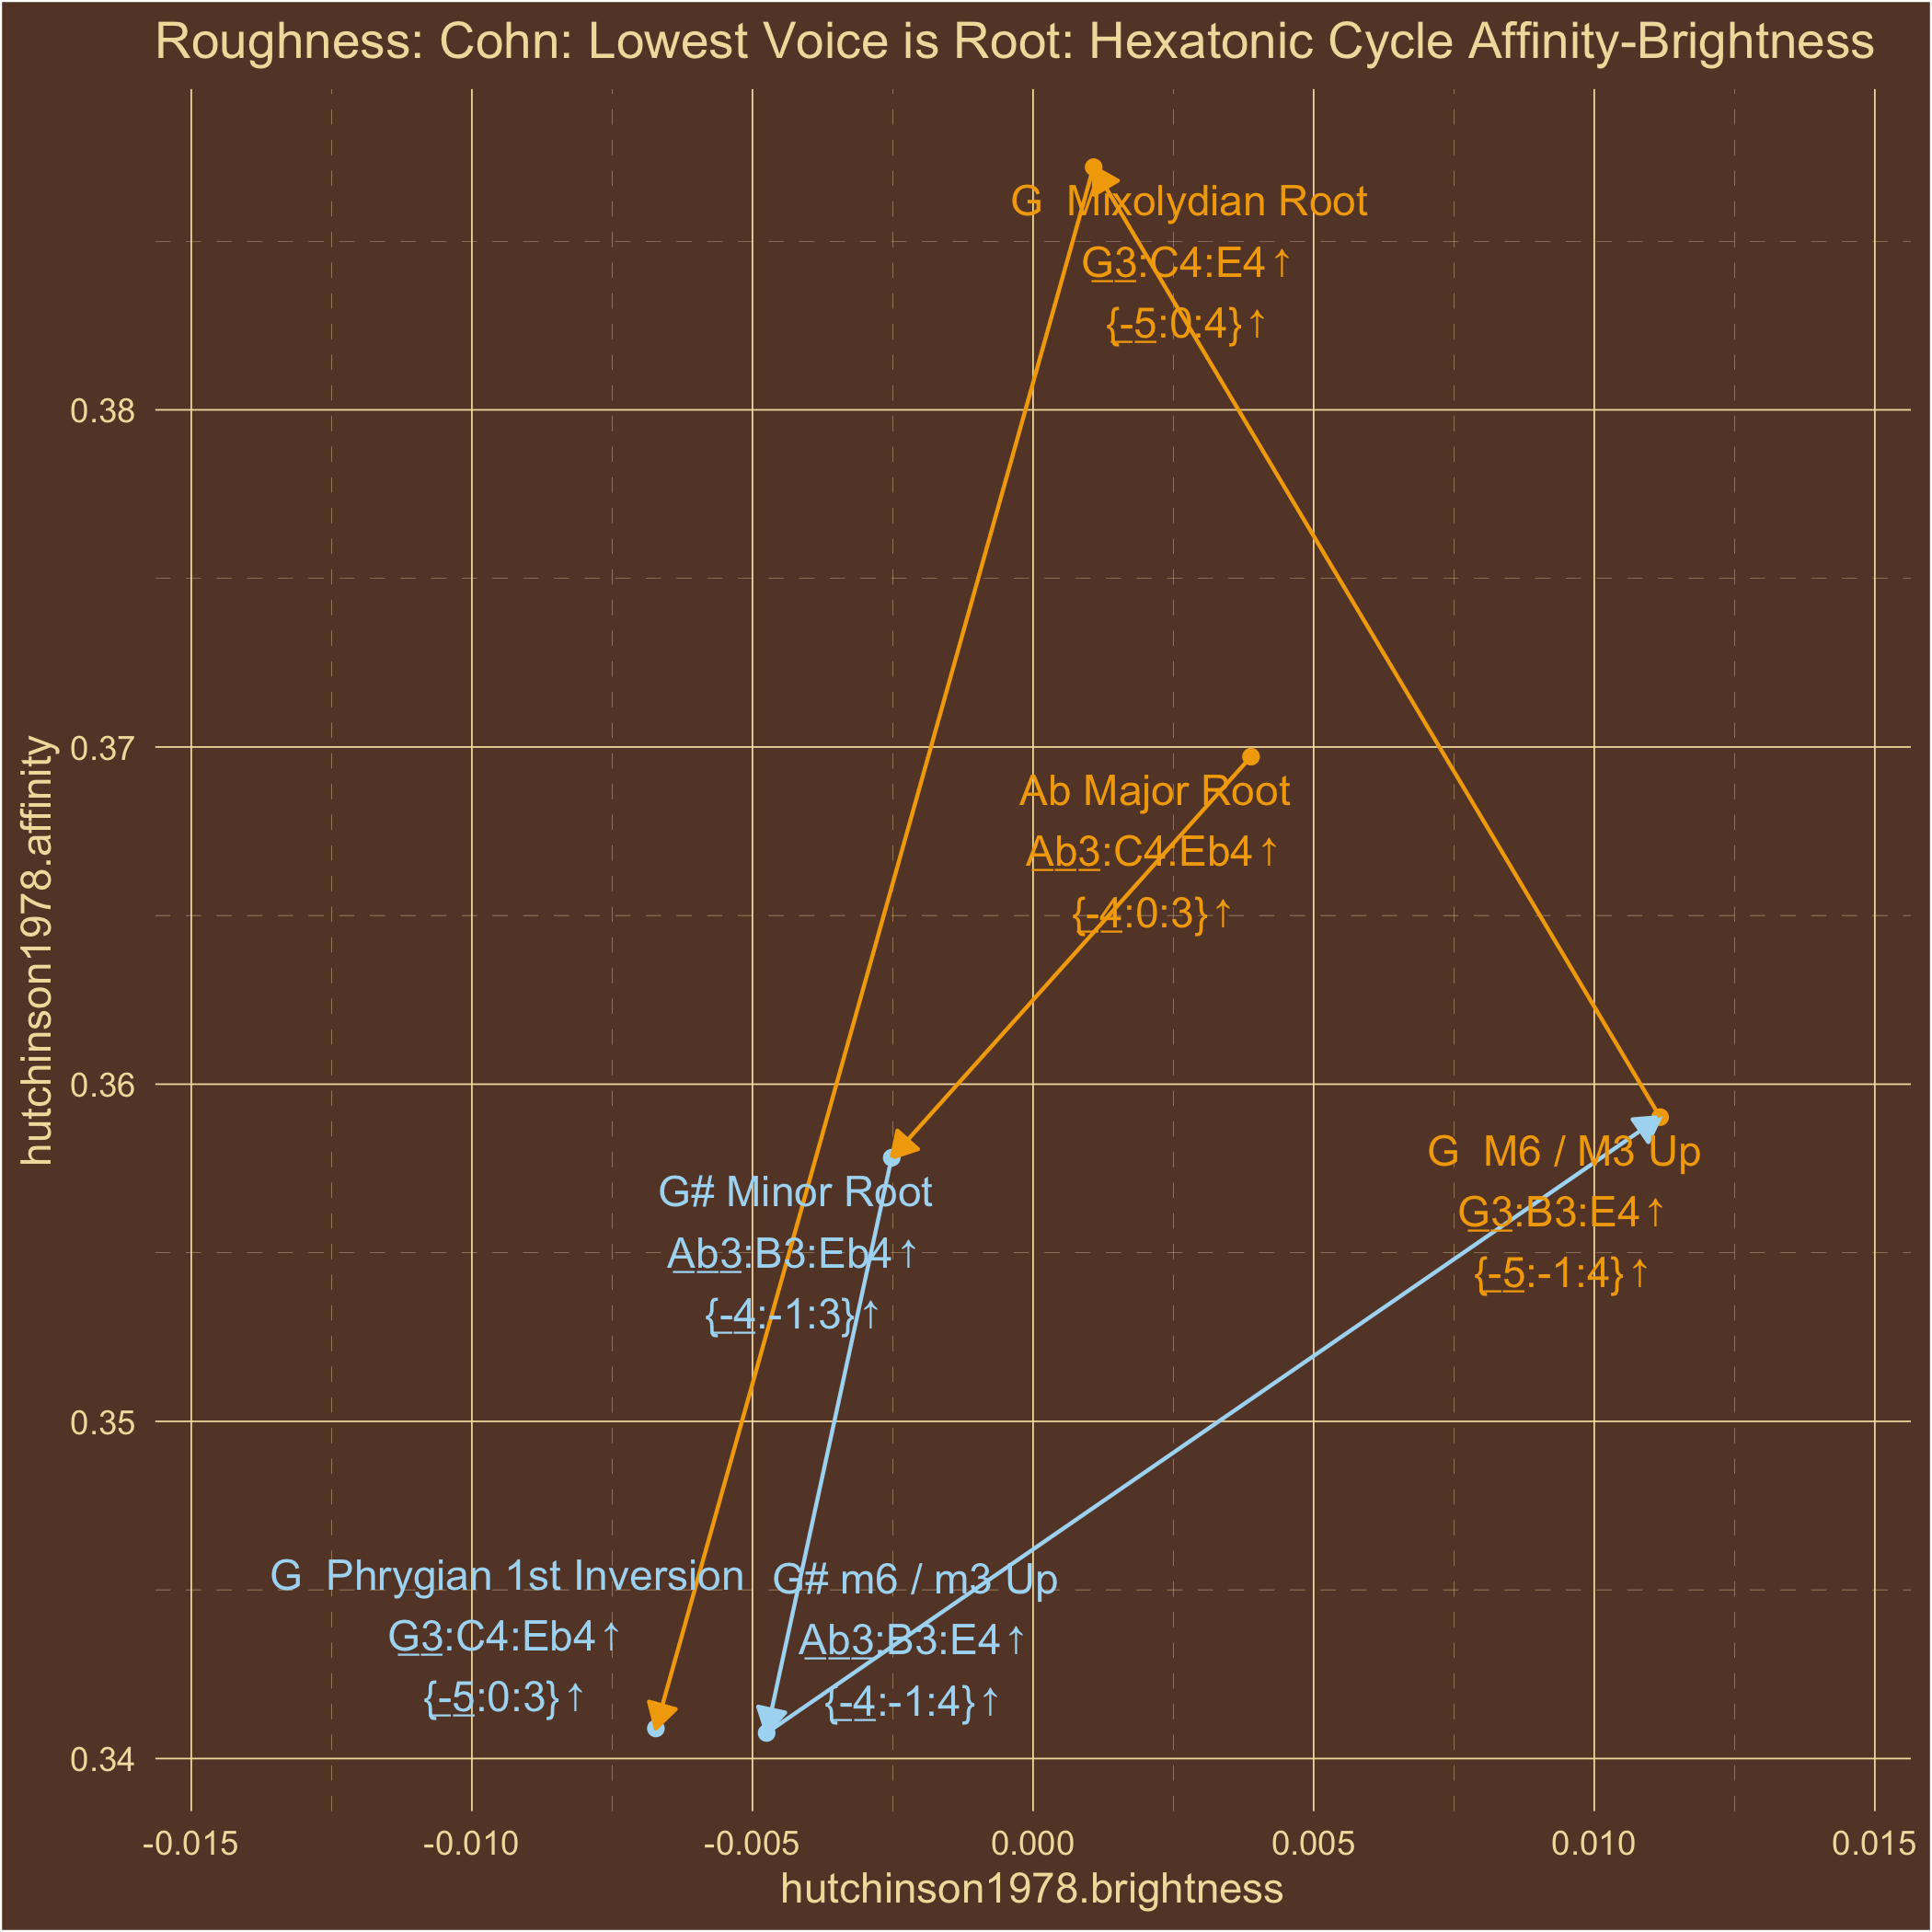 Roughness: Cohn: Lowest Voice is Root: Hexatonic Cycle Affinity-Brightness
G  Mixolydian Root
G3:C4:E4↑
{-5:0:4}↑
0.38
0.37
Ab Major Root
Ab3:C4:Eb4↑
{-4:0:3}↑
hutchinson1978.affinity
0.36
G  M6 / M3 Up
G3:B3:E4↑
{-5:-1:4}↑
G# Minor Root
Ab3:B3:Eb4↑
{-4:-1:3}↑
0.35
G  Phrygian 1st Inversion
G3:C4:Eb4↑
{-5:0:3}↑
G# m6 / m3 Up
Ab3:B3:E4↑
{-4:-1:4}↑
0.34
-0.015 -0.010 -0.005 0.000 0.005 0.010 0.015
hutchinson1978.brightness